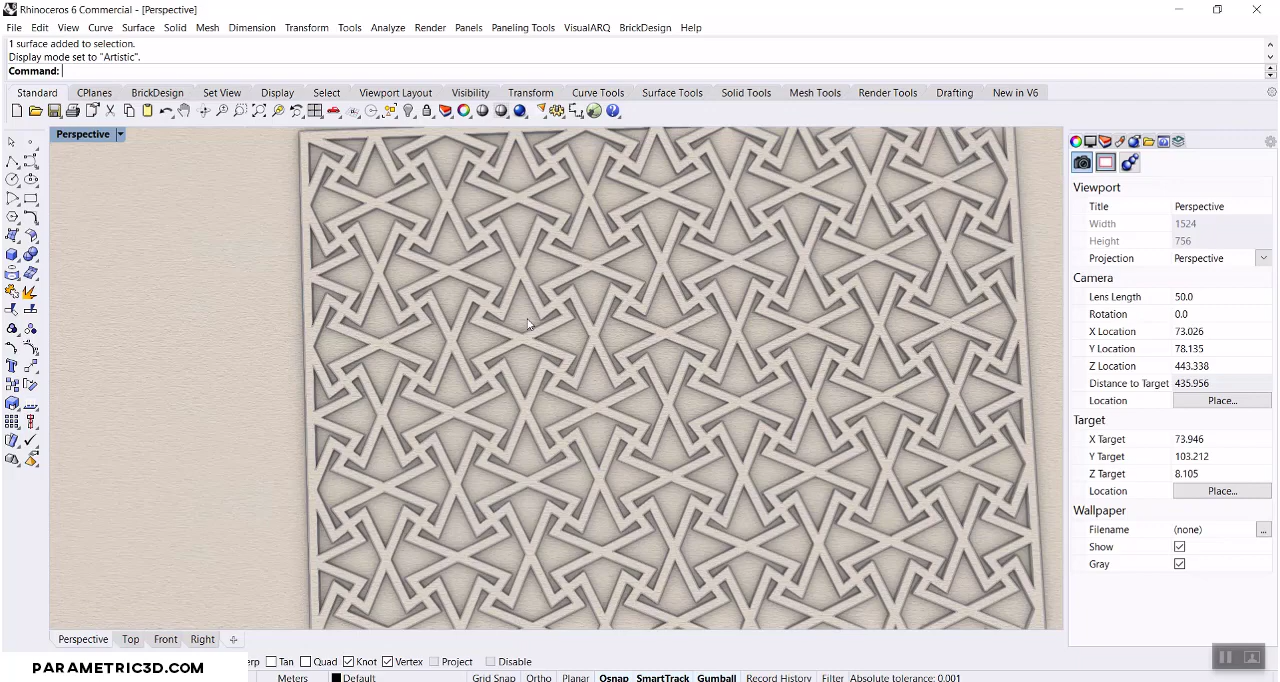 Rhinoceros 6 Commercial - [Perspective]
File Edit View Curve Surface Solid Mesh Dimension Transform Tools Analyze Render Panels Paneling Tools VisualARQ BrickDesign Help
1 surface added to selection.
Display mode set to "Artistic".
Command:
Standard CPlanes BrickDesign Set View Display Select Viewport Layout Visibility Transform Curve Tools Surface Tools Solid Tools Mesh Tools Render Tools Drafting New in V6
Perspective
Viewport
Title Perspective
Width 1524
Height 756
Projection Perspective
Camera
Lens Length 50.0
Rotation 0.0
X Location 73.026
Y Location 78.135
Z Location 443.338
Distance to Target 435.956
Location Place...
Target
X Target 73.946
Y Target 103.212
Z Target 8.105
Location Place...
Wallpaper
Filename (none) ...
Show
Gray
Perspective Top Front Right
PARAMETRIC3D.COM
erp Tan Quad Knot Vertex Project Disable
Meters Default Grid Snap Ortho Planar Osnap SmartTrack Gumball Record History Filter Absolute tolerance: 0.001